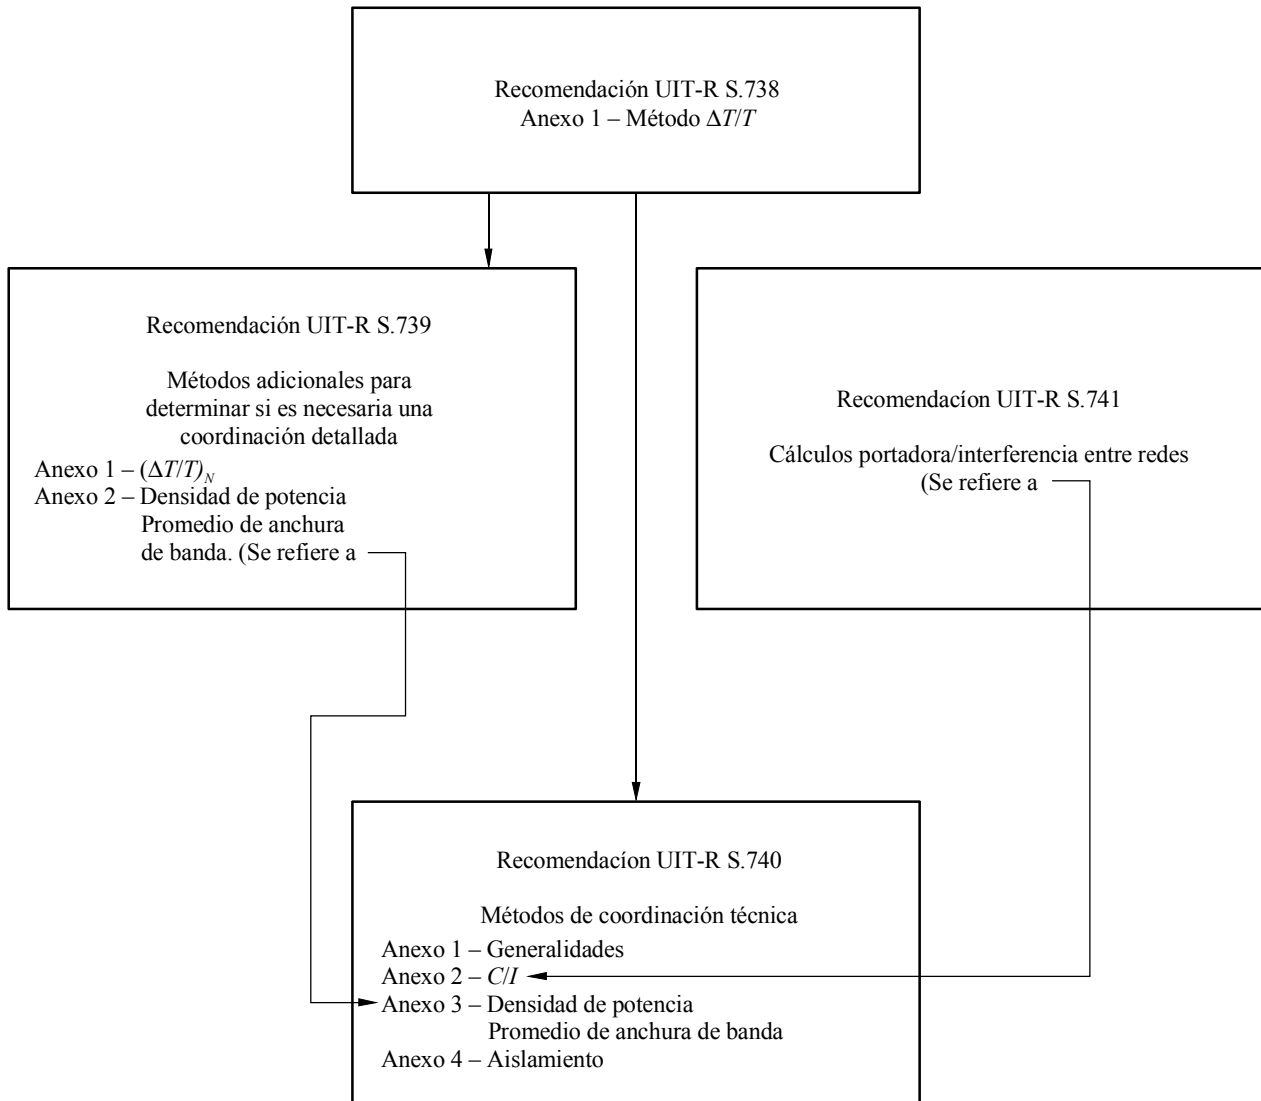 Recomendación UIT-R S.738
Anexo 1 – Método ΔT/T
Recomendación UIT-R S.739
Métodos adicionales para
determinar si es necesaria una
coordinación detallada
Anexo 1 – (ΔT/T)N
Anexo 2 – Densidad de potencia
Promedio de anchura
de banda. (Se refiere a
Recomendacíon UIT-R S.741
Cálculos portadora/interferencia entre redes
(Se refiere a
Recomendacíon UIT-R S.740
Métodos de coordinación técnica
Anexo 1 – Generalidades
Anexo 2 – C/I
Anexo 3 – Densidad de potencia
Promedio de anchura de banda
Anexo 4 – Aislamiento